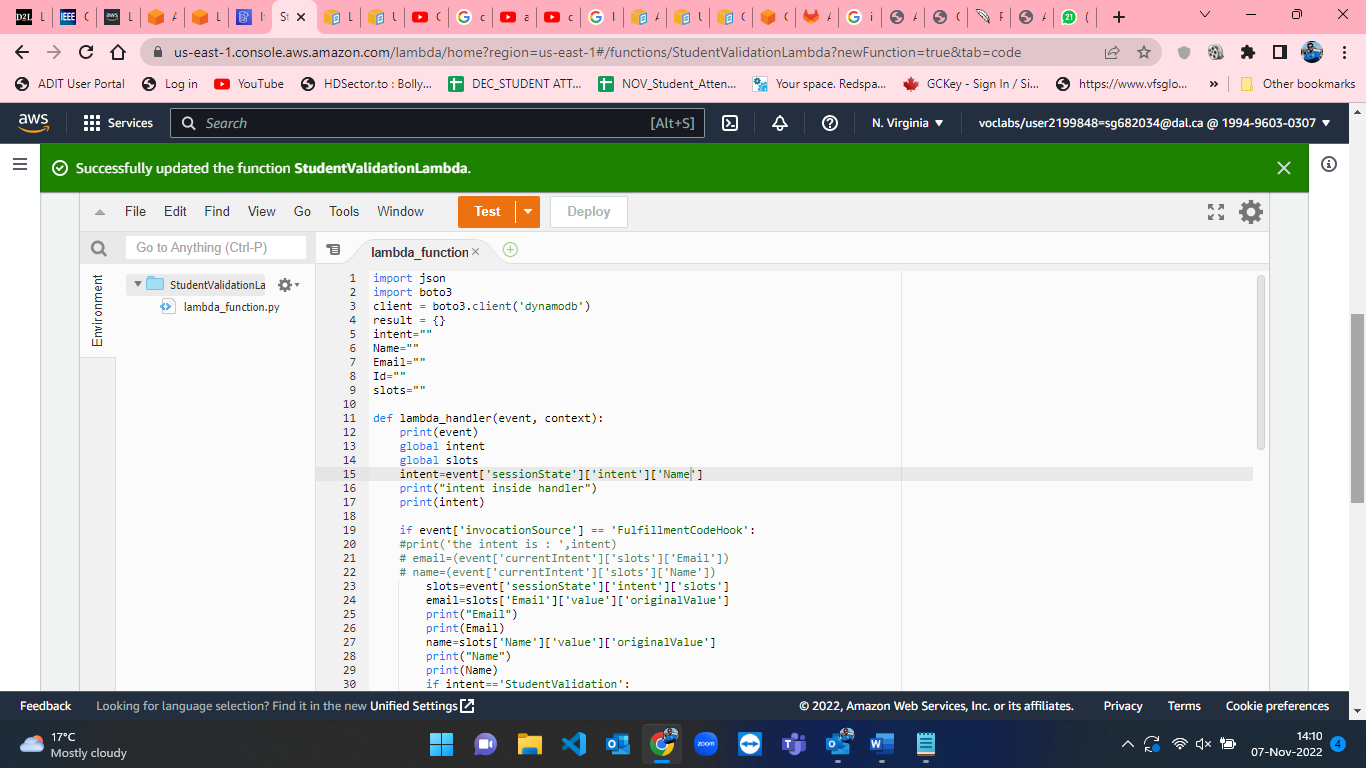 us-east-1.console.aws.amazon.com/lambda/home?region=us-east-1#/functions/StudentValidationLambda?newFunction=true&tab=code
ADIT User Portal
Log in
YouTube
HDSector.to : Bolly...
DEC_STUDENT ATT...
NOV_Student_Atten...
Your space. Redspa...
GCKey - Sign In / Si...
https://www.vfsglo...
»
Other bookmarks
aws
Services
Search
[Alt+S]
N. Virginia
voclabs/user2199848=sg682034@dal.ca @ 1994-9603-0307
Successfully updated the function StudentValidationLambda.
File Edit Find View Go Tools Window
Test
Deploy
Go to Anything (Ctrl-P)
lambda_function
Environment
StudentValidationLa
lambda_function.py
1 import json
2 import boto3
3 client = boto3.client('dynamodb')
4 result = {}
5 intent=""
6 Name=""
7 Email=""
8 Id=""
9 slots=""
10
11 def lambda_handler(event, context):
12 print(event)
13 global intent
14 global slots
15 intent=event['sessionState']['intent']['Name']
16 print("intent inside handler")
17 print(intent)
18
19 if event['invocationSource'] == 'FulfillmentCodeHook':
20 #print('the intent is : ',intent)
21 # email=(event['currentIntent']['slots']['Email'])
22 # name=(event['currentIntent']['slots']['Name'])
23 slots=event['sessionState']['intent']['slots']
24 email=slots['Email']['value']['originalValue']
25 print("Email")
26 print(Email)
27 name=slots['Name']['value']['originalValue']
28 print("Name")
29 print(Name)
30 if intent=='StudentValidation':
Feedback
Looking for language selection? Find it in the new Unified Settings
© 2022, Amazon Web Services, Inc. or its affiliates.
Privacy
Terms
Cookie preferences
17°C
Mostly cloudy
zoom
14:10
07-Nov-2022
4